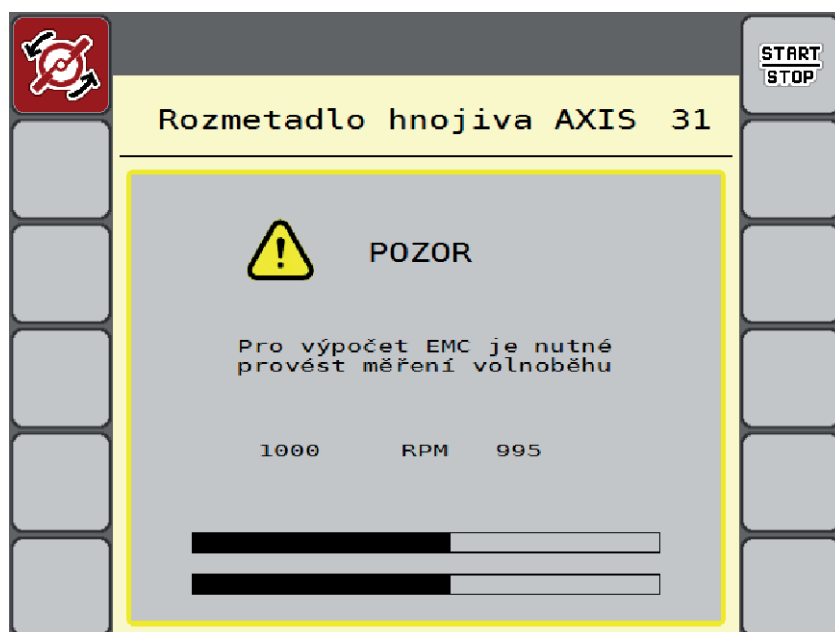 START
STOP
Rozmetadlo hnojiva AXIS 31
POZOR
Pro výpočet EMC je nutné
provést měření volnoběhu
1000 RPM 995